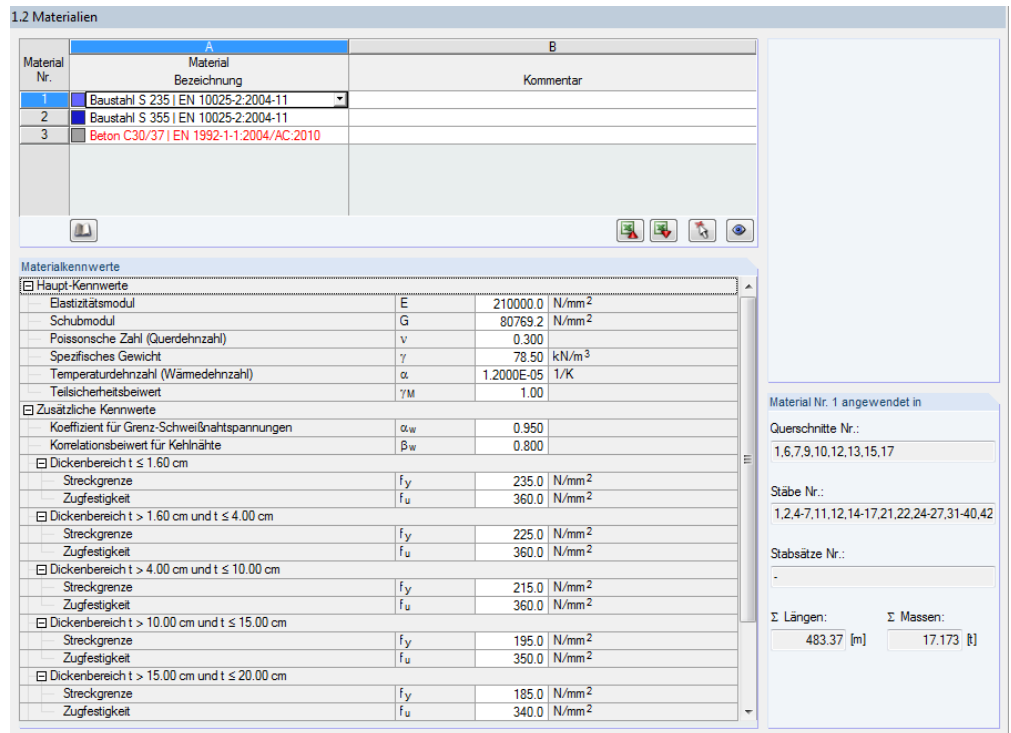 1.2 Materialien
A B
Material Nr. Material Bezeichnung Kommentar
1 Baustahl S 235 | EN 10025-2:2004-11
2 Baustahl S 355 | EN 10025-2:2004-11
3 Beton C30/37 | EN 1992-1-1:2004/AC:2010
Materialkennwerte
Haupt-Kennwerte
Elastizitätsmodul E 210000.0 N/mm²
Schubmodul G 80769.2 N/mm²
Poissonsche Zahl (Querdehnzahl) ν 0.300
Spezifisches Gewicht γ 78.50 kN/m³
Temperaturdehnzahl (Wärmedehnzahl) α 1.2000E-05 1/K
Teilsicherheitsbeiwert γM 1.00
Zusätzliche Kennwerte
Koeffizient für Grenz-Schweißnahtspannungen αw 0.950
Korrelationsbeiwert für Kehlnähte βw 0.800
Dickenbereich t ≤ 1.60 cm
Streckgrenze fy 235.0 N/mm²
Zugfestigkeit fu 360.0 N/mm²
Dickenbereich t > 1.60 cm und t ≤ 4.00 cm
Streckgrenze fy 225.0 N/mm²
Zugfestigkeit fu 360.0 N/mm²
Dickenbereich t > 4.00 cm und t ≤ 10.00 cm
Streckgrenze fy 215.0 N/mm²
Zugfestigkeit fu 360.0 N/mm²
Dickenbereich t > 10.00 cm und t ≤ 15.00 cm
Streckgrenze fy 195.0 N/mm²
Zugfestigkeit fu 350.0 N/mm²
Dickenbereich t > 15.00 cm und t ≤ 20.00 cm
Streckgrenze fy 185.0 N/mm²
Zugfestigkeit fu 340.0 N/mm²
Material Nr. 1 angewendet in
Querschnitte Nr.:
1,6,7,9,10,12,13,15,17
Stäbe Nr.:
1,2,4-7,11,12,14-17,21,22,24-27,31-40,42
Stabsätze Nr.:
-
Σ Längen: Σ Massen:
483.37 [m] 17.173 [t]